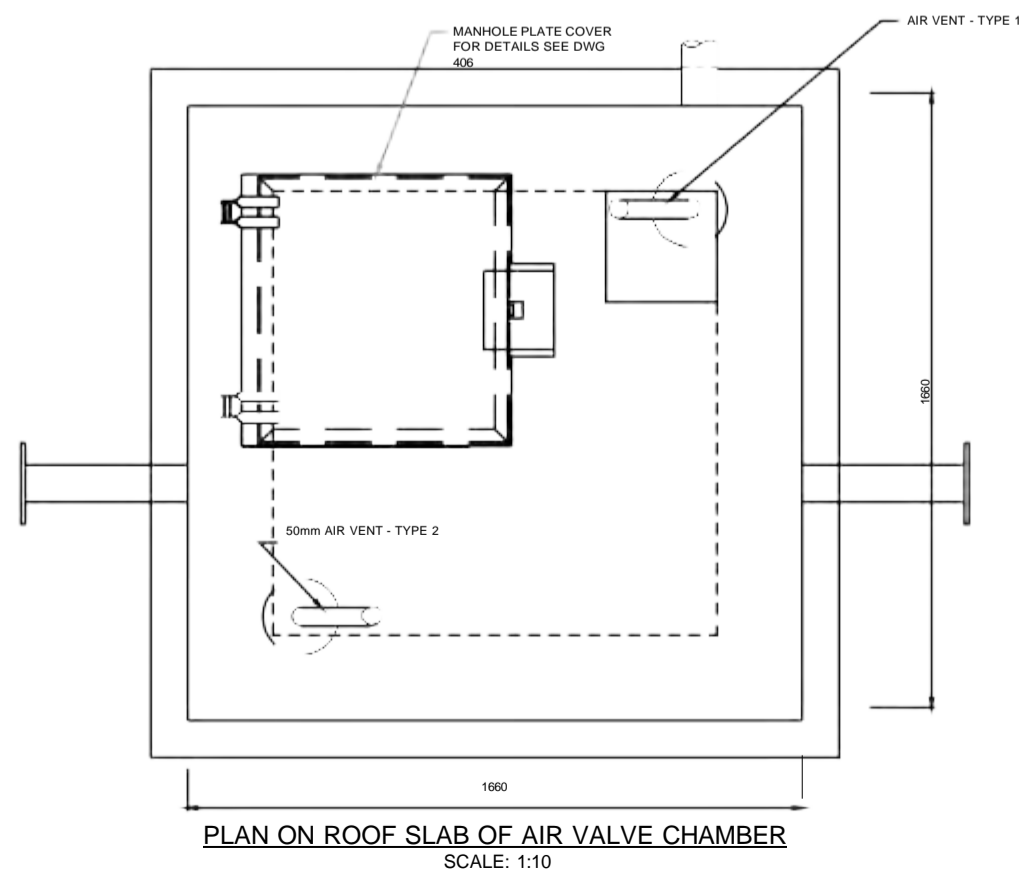 AIR VENT - TYPE 1
MANHOLE PLATE COVER
FOR DETAILS SEE DWG
406
1660
50mm AIR VENT - TYPE 2
1660
PLAN ON ROOF SLAB OF AIR VALVE CHAMBER
SCALE: 1:10